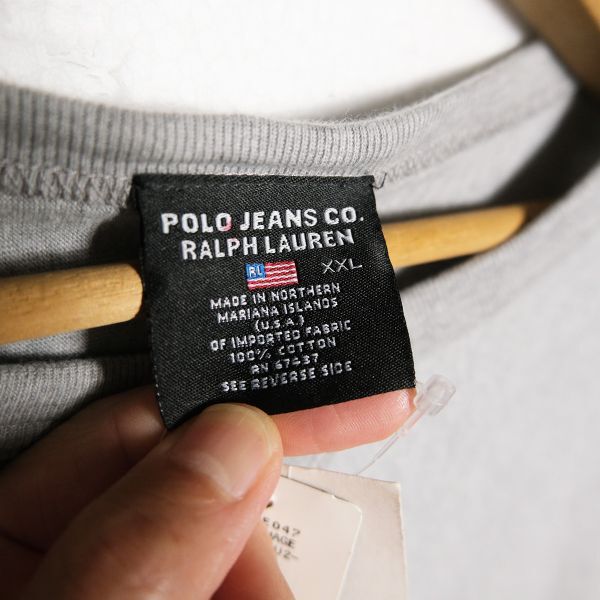 POLO JEANS CO.
RALPH LAUREN
RL XXL
MADE IN NORTHERN
MARIANA ISLANDS
(U.S.A.)
OF IMPORTED FABRIC
100% COTTON
RN 67437
SEE REVERSE SIDE